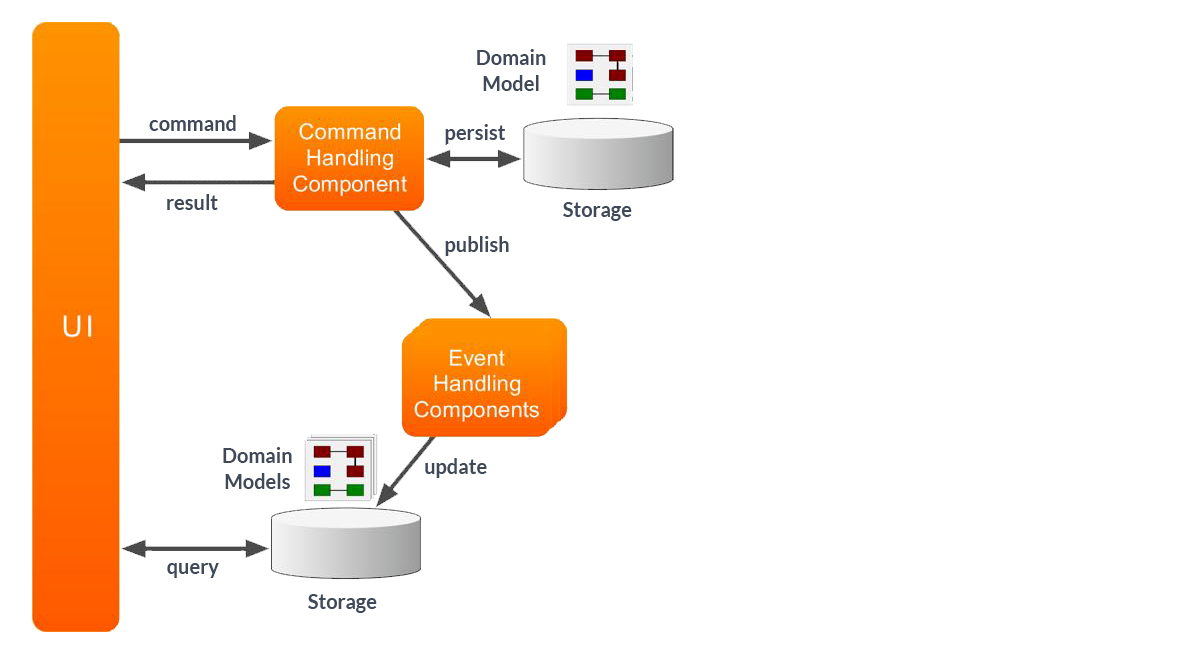 Domain
Model
command
Command
Handling
Component
persist
result
Storage
publish
UI
Event
Handling
Components
Domain
Models
update
query
Storage